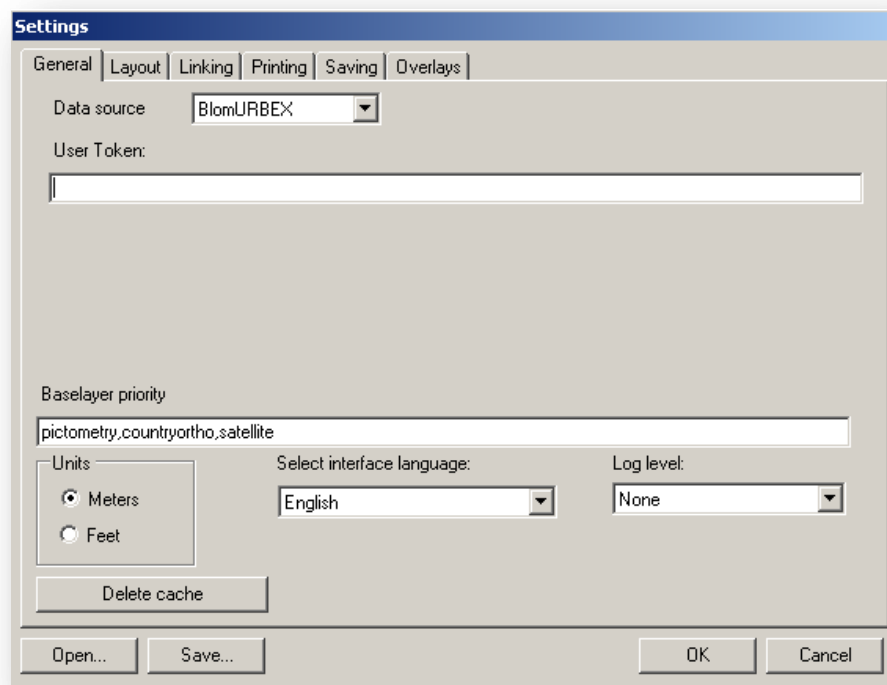 Settings
General Layout Linking Printing Saving Overlays
Data source BlomURBEX
User Token:
Baselayer priority
pictometry,countryortho,satellite
Units Select interface language: Log level:
Meters English None
Feet
Delete cache
Open... Save... OK Cancel